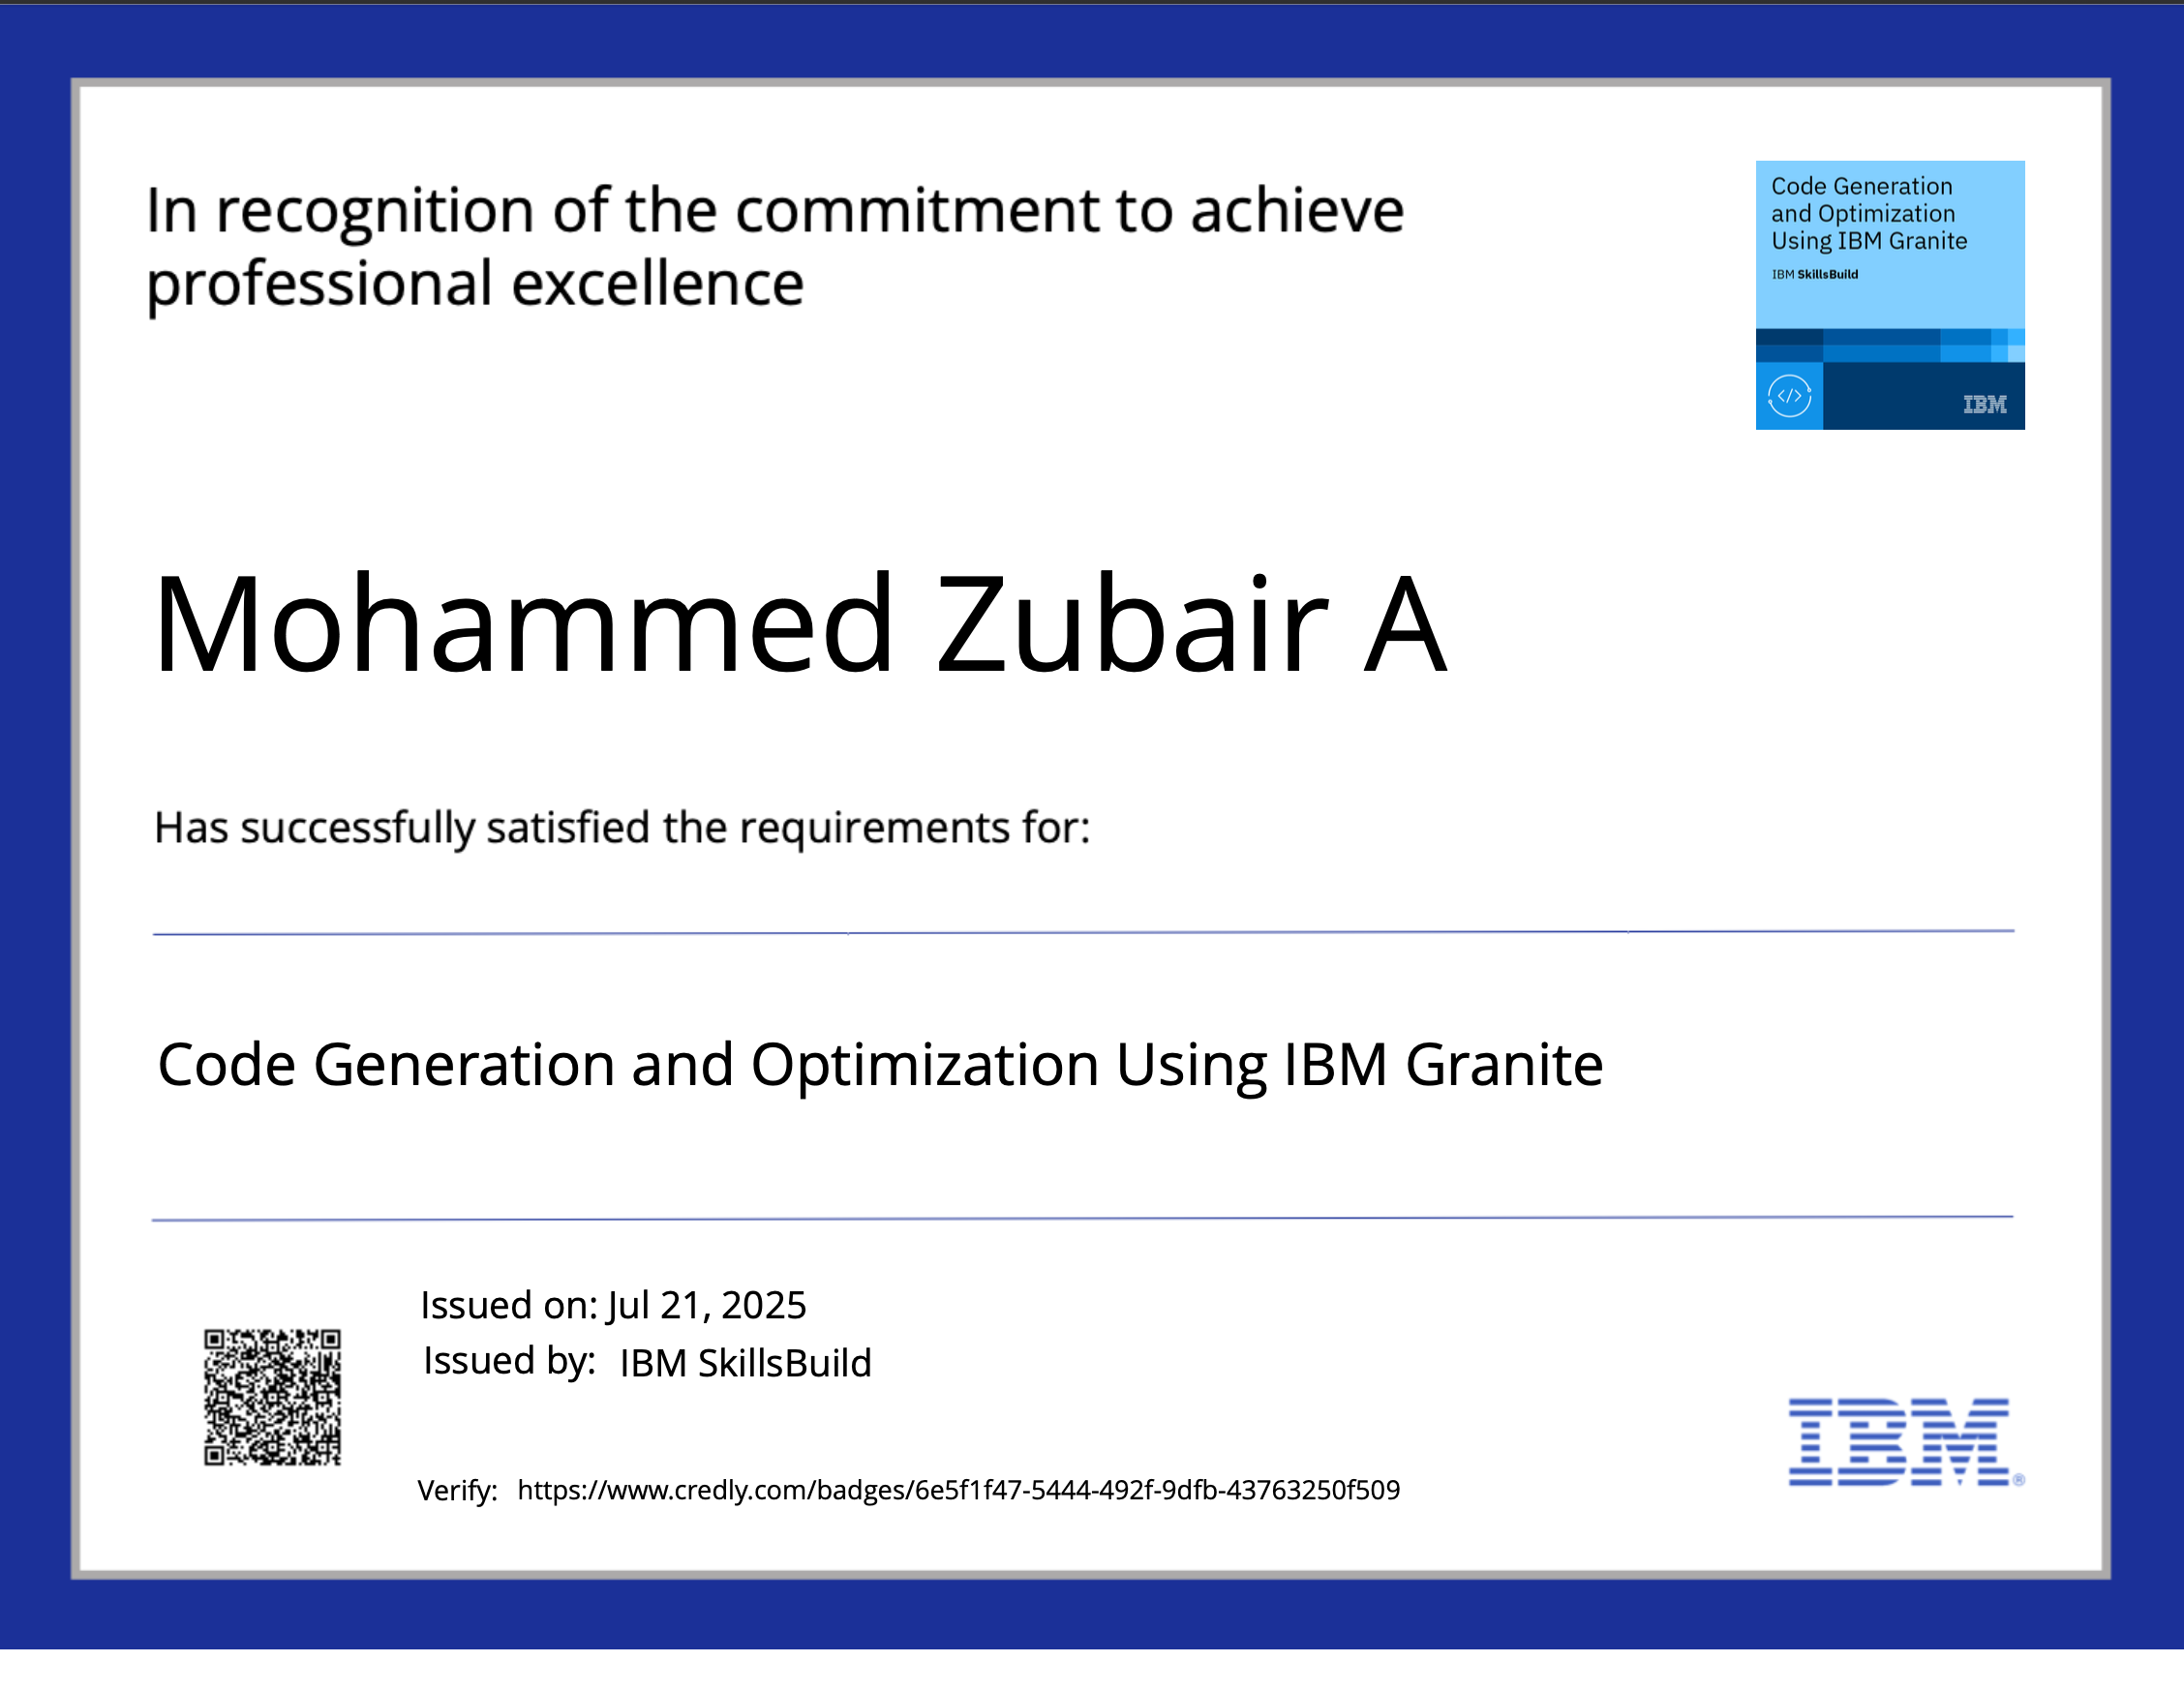 In recognition of the commitment to achieve
professional excellence
Code Generation
and Optimization
Using IBM Granite
IBM SkillsBuild
</>
IBM
Mohammed Zubair A
Has successfully satisfied the requirements for:
Code Generation and Optimization Using IBM Granite
Issued on: Jul 21, 2025
Issued by: IBM SkillsBuild
Verify: https://www.credly.com/badges/6e5f1f47-5444-492f-9dfb-43763250f509
IBM®